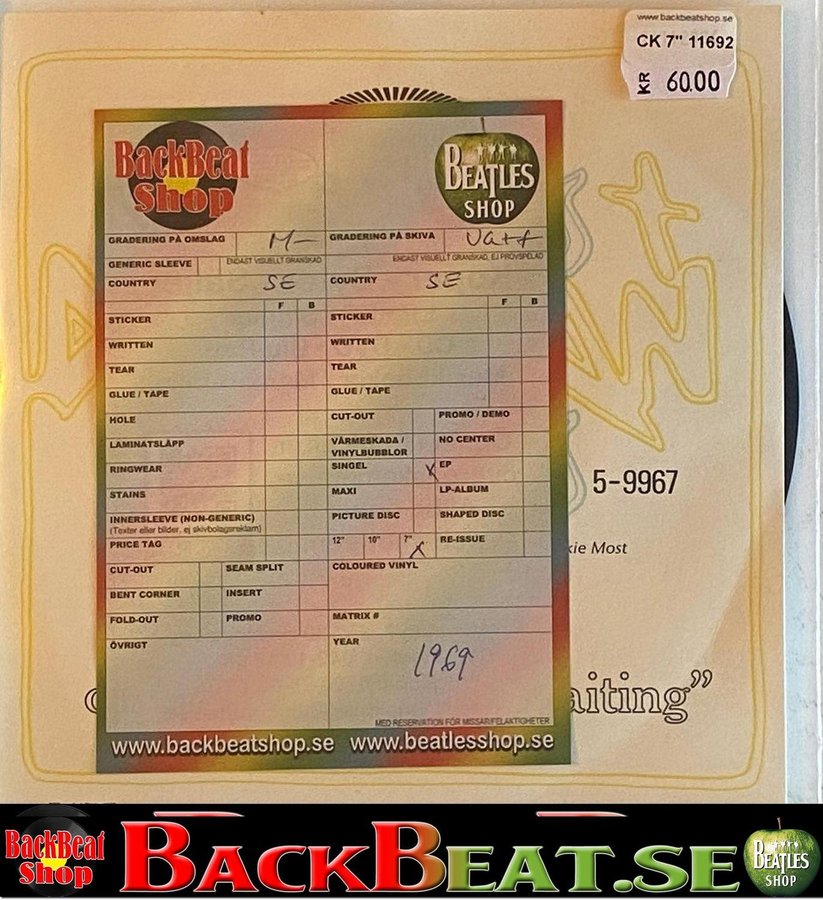 www.backbeatshop.se
CK 7" 11692
KR 60.00
BackBeat
Shop
BEATLES
SHOP
GRADERING PÅ OMSLAG M-
GRADERING PÅ SKIVA VG++
GENERIC SLEEVE ENDAST VISUELLT GRANSKAD
ENDAST VISUELLT GRANSKAD, EJ PROVSPELAD
COUNTRY SE
COUNTRY SE
F B
F B
STICKER
STICKER
WRITTEN
WRITTEN
TEAR
TEAR
GLUE / TAPE
GLUE / TAPE
HOLE
CUT-OUT PROMO / DEMO
LAMINATSLÄPP
VÄRMESKADA /
VINYLBUBBLOR
NO CENTER
RINGWEAR
SINGEL X EP
STAINS
MAXI LP-ALBUM
INNERSLEEVE (NON-GENERIC)
(Texter eller bilder, ej skivbolagsreklam)
PICTURE DISC SHAPED DISC
PRICE TAG
12" 10" 7" X RE-ISSUE
CUT-OUT SEAM SPLIT
COLOURED VINYL
BENT CORNER INSERT
FOLD-OUT PROMO
MATRIX #
ÖVRIGT
YEAR
1969
MED RESERVATION FÖR MISSAR/FELAKTIGHETER
www.backbeatshop.se www.beatlesshop.se
5-9967
kie Most
aiting”
BackBeat
Shop
BACKBEAT.SE
BEATLES
SHOP